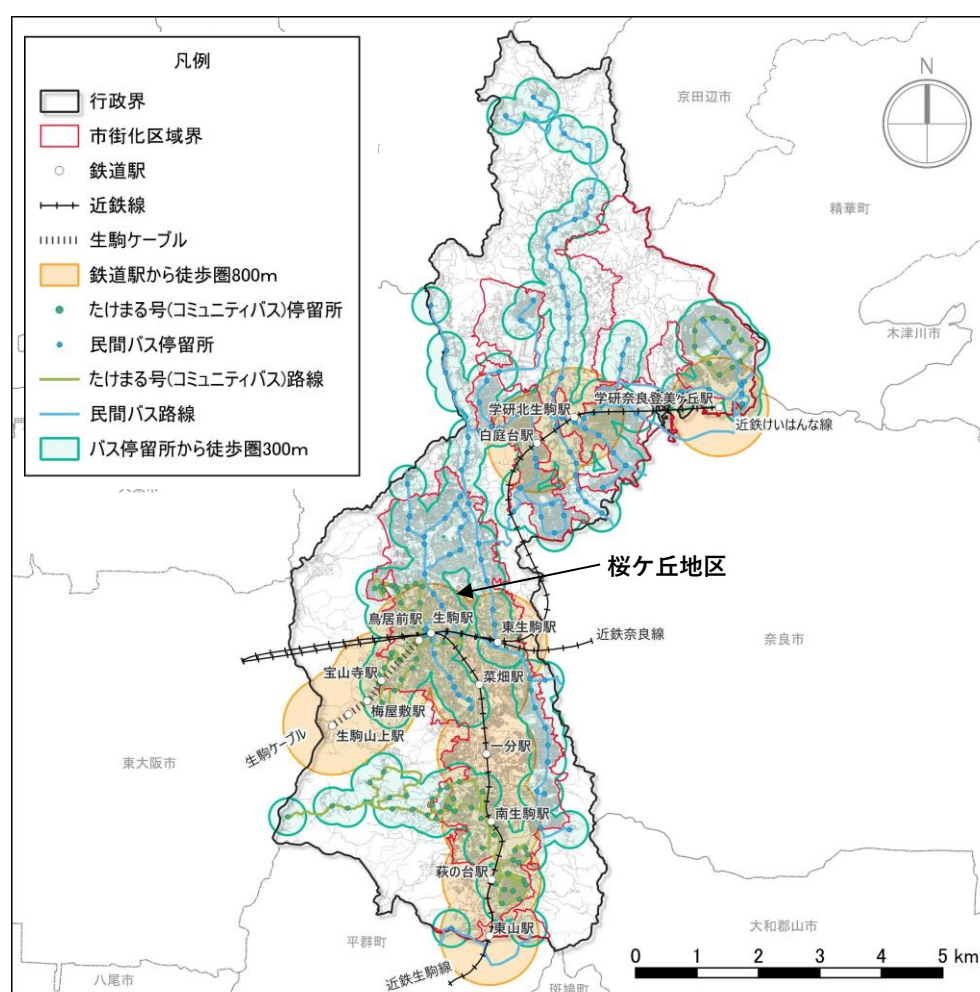 凡例
行政界
市街化区域界
鉄道駅
近鉄線
生駒ケーブル
鉄道駅から徒歩圏800m
たけまる号(コミュニティバス)停留所
民間バス停留所
たけまる号(コミュニティバス)路線
民間バス路線
バス停留所から徒歩圏300m
N
京田辺市
精華町
木津川市
学研北生駒駅
学研奈良登美ヶ丘駅
白庭台駅
近鉄けいはんな線
桜ケ丘地区
鳥居前駅
生駒駅
東生駒駅
近鉄奈良線
奈良市
宝山寺駅
菜畑駅
梅屋敷駅
生駒山上駅
生駒ケーブル
一分駅
東大阪市
南生駒駅
萩の台駅
東山駅
平群町
大和郡山市
近鉄生駒線
八尾市
斑鳩町
0 1 2 3 4 5 km